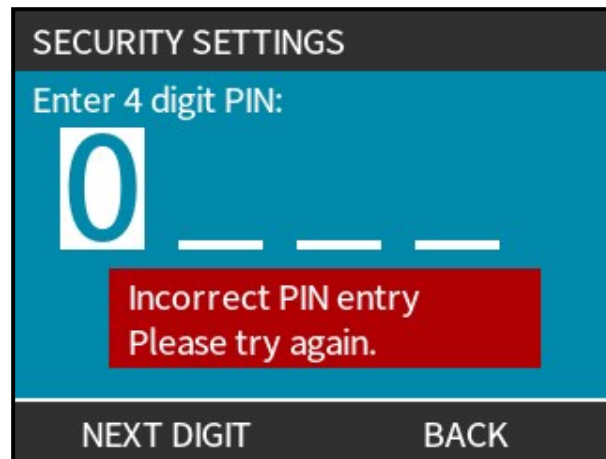 SECURITY SETTINGS
Enter 4 digit PIN:
0 _ _ _
Incorrect PIN entry
Please try again.
NEXT DIGIT BACK